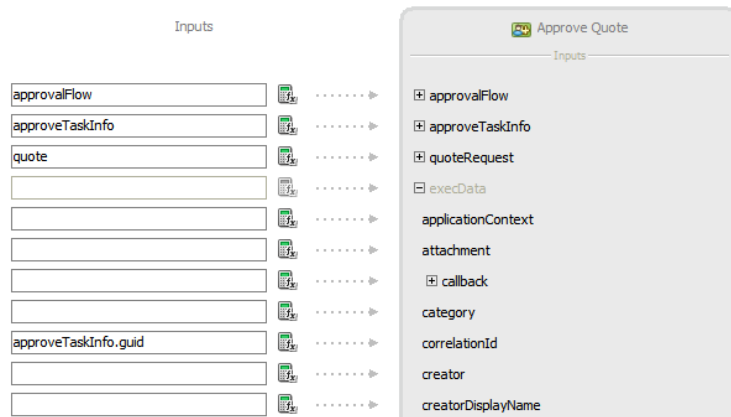 Inputs
Approve Quote
Inputs
approvalFlow
approvalFlow
approveTaskInfo
approveTaskInfo
quote
quoteRequest
execData
applicationContext
attachment
callback
category
approveTaskInfo.guid
correlationId
creator
creatorDisplayName